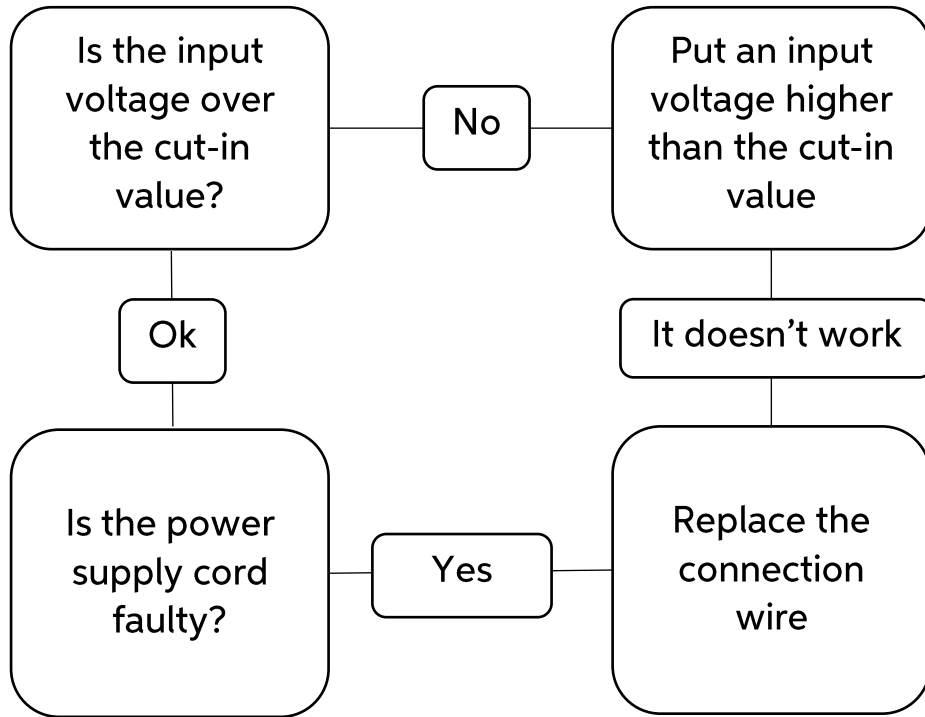 Is the input
voltage over
the cut-in
value?
No
Put an input
voltage higher
than the cut-in
value
Ok
It doesn’t work
Is the power
supply cord
faulty?
Yes
Replace the
connection
wire